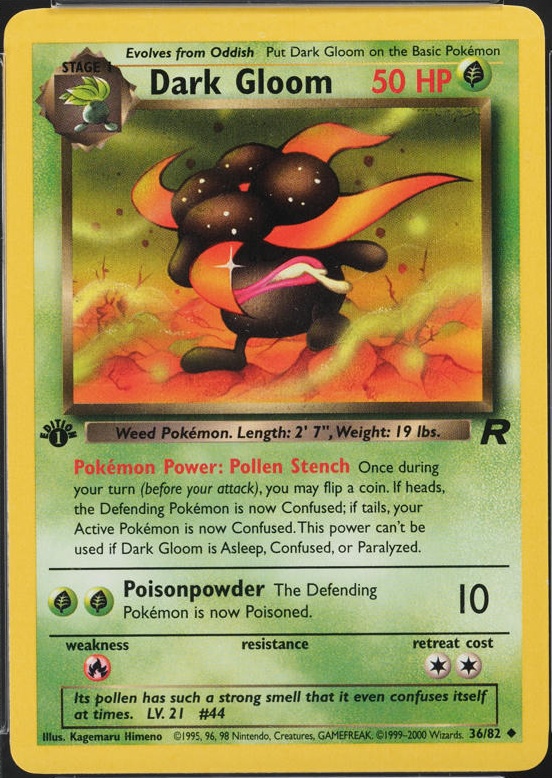 Evolves from Oddish Put Dark Gloom on the Basic Pokémon
STAGE 1
Dark Gloom 50 HP
EDITION 1
Weed Pokémon. Length: 2' 7", Weight: 19 lbs.
R
Pokémon Power: Pollen Stench Once during
your turn (before your attack), you may flip a coin. If heads,
the Defending Pokémon is now Confused; if tails, your
Active Pokémon is now Confused. This power can't be
used if Dark Gloom is Asleep, Confused, or Paralyzed.
Poisonpowder The Defending
Pokémon is now Poisoned.
10
weakness resistance retreat cost
Its pollen has such a strong smell that it even confuses itself
at times. LV. 21 #44
Illus. Kagemaru Himeno ©1995, 96, 98 Nintendo, Creatures, GAMEFREAK. ©1999-2000 Wizards. 36/82